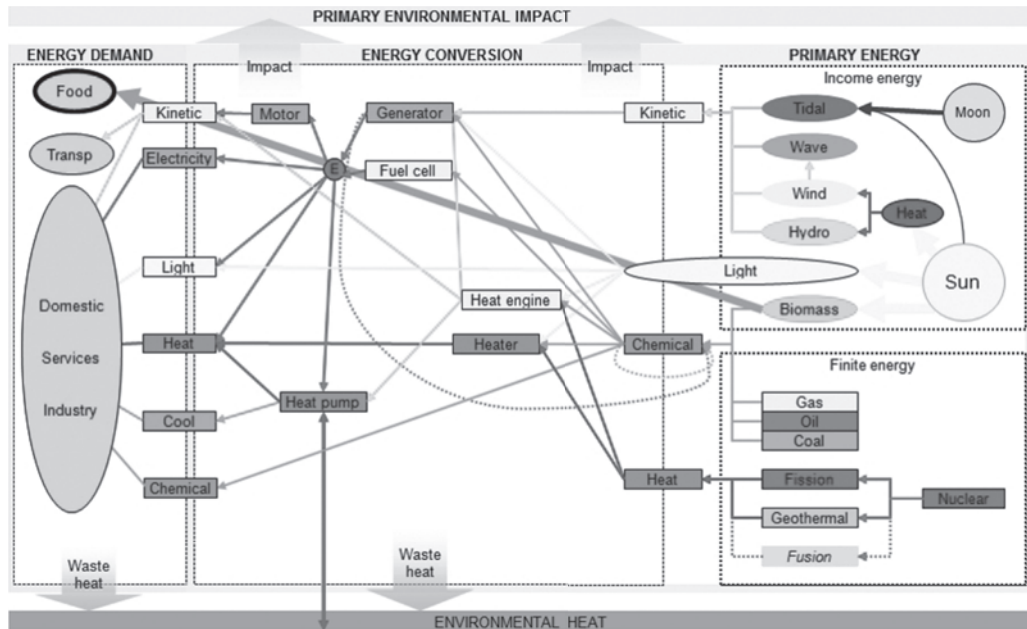 PRIMARY ENVIRONMENTAL IMPACT
ENERGY DEMAND
ENERGY CONVERSION
PRIMARY ENERGY
Impact
Impact
Income energy
Food
Kinetic
Motor
Generator
Kinetic
Tidal
Moon
Transp
Electricity
E
Fuel cell
Wave
Wind
Heat
Hydro
Light
Light
Sun
Domestic
Heat engine
Biomass
Services
Heat
Heater
Chemical
Finite energy
Industry
Heat pump
Gas
Cool
Oil
Coal
Chemical
Heat
Fission
Nuclear
Geothermal
Fusion
Waste
heat
Waste
heat
ENVIRONMENTAL HEAT